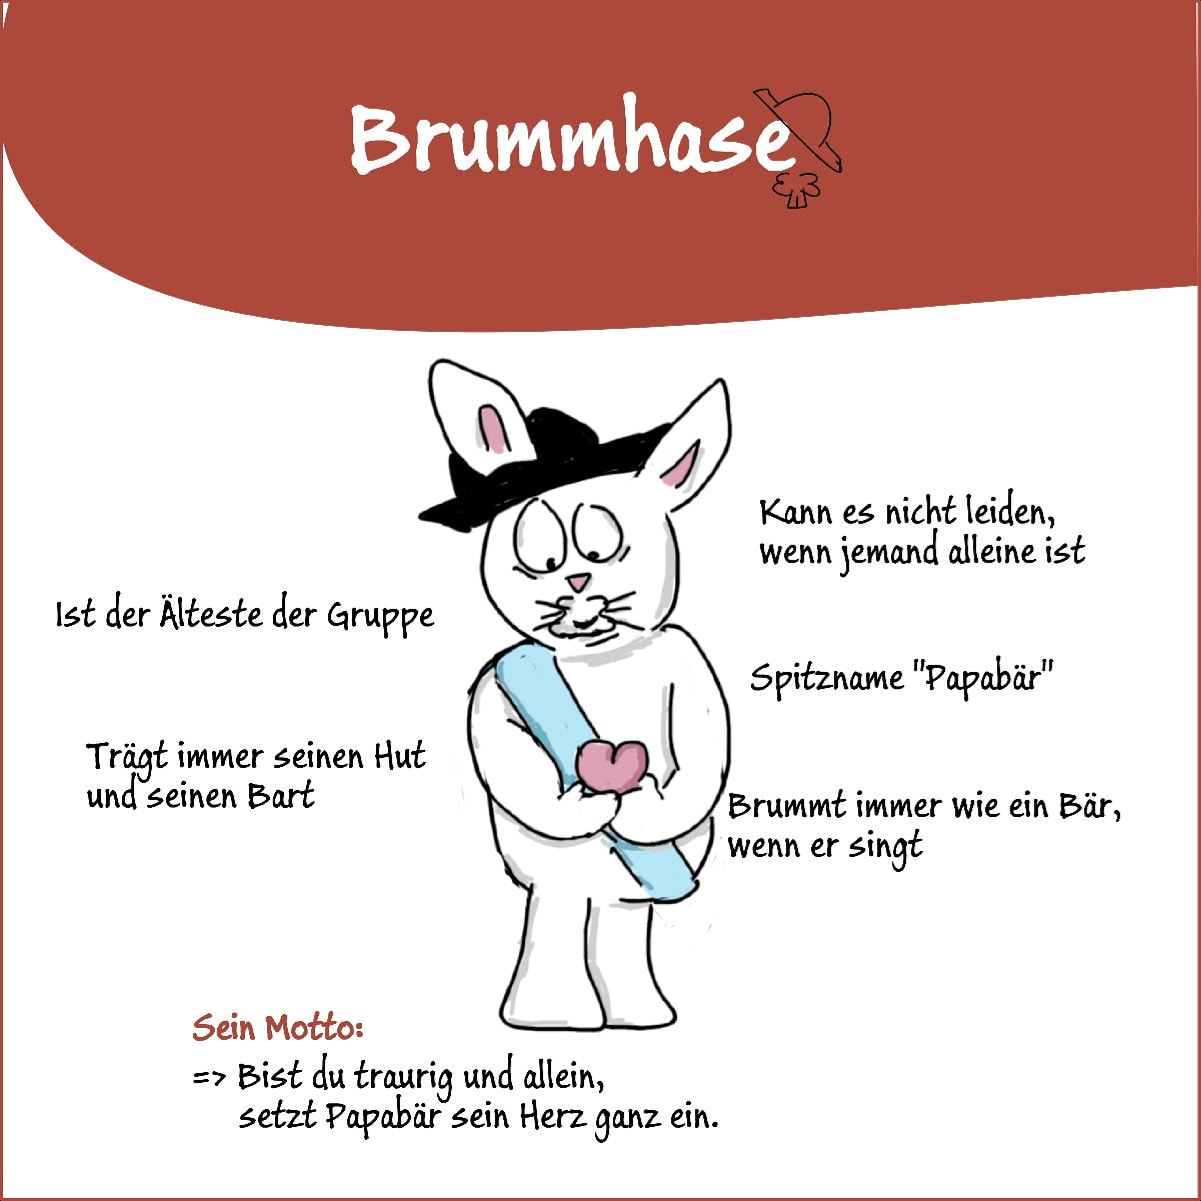 Brummhase
Kann es nicht leiden,
wenn jemand alleine ist
Ist der Älteste der Gruppe
Spitzname "Papabär"
Trägt immer seinen Hut
und seinen Bart
Brummt immer wie ein Bär,
wenn er singt
Sein Motto:
=> Bist du traurig und allein,
setzt Papabär sein Herz ganz ein.